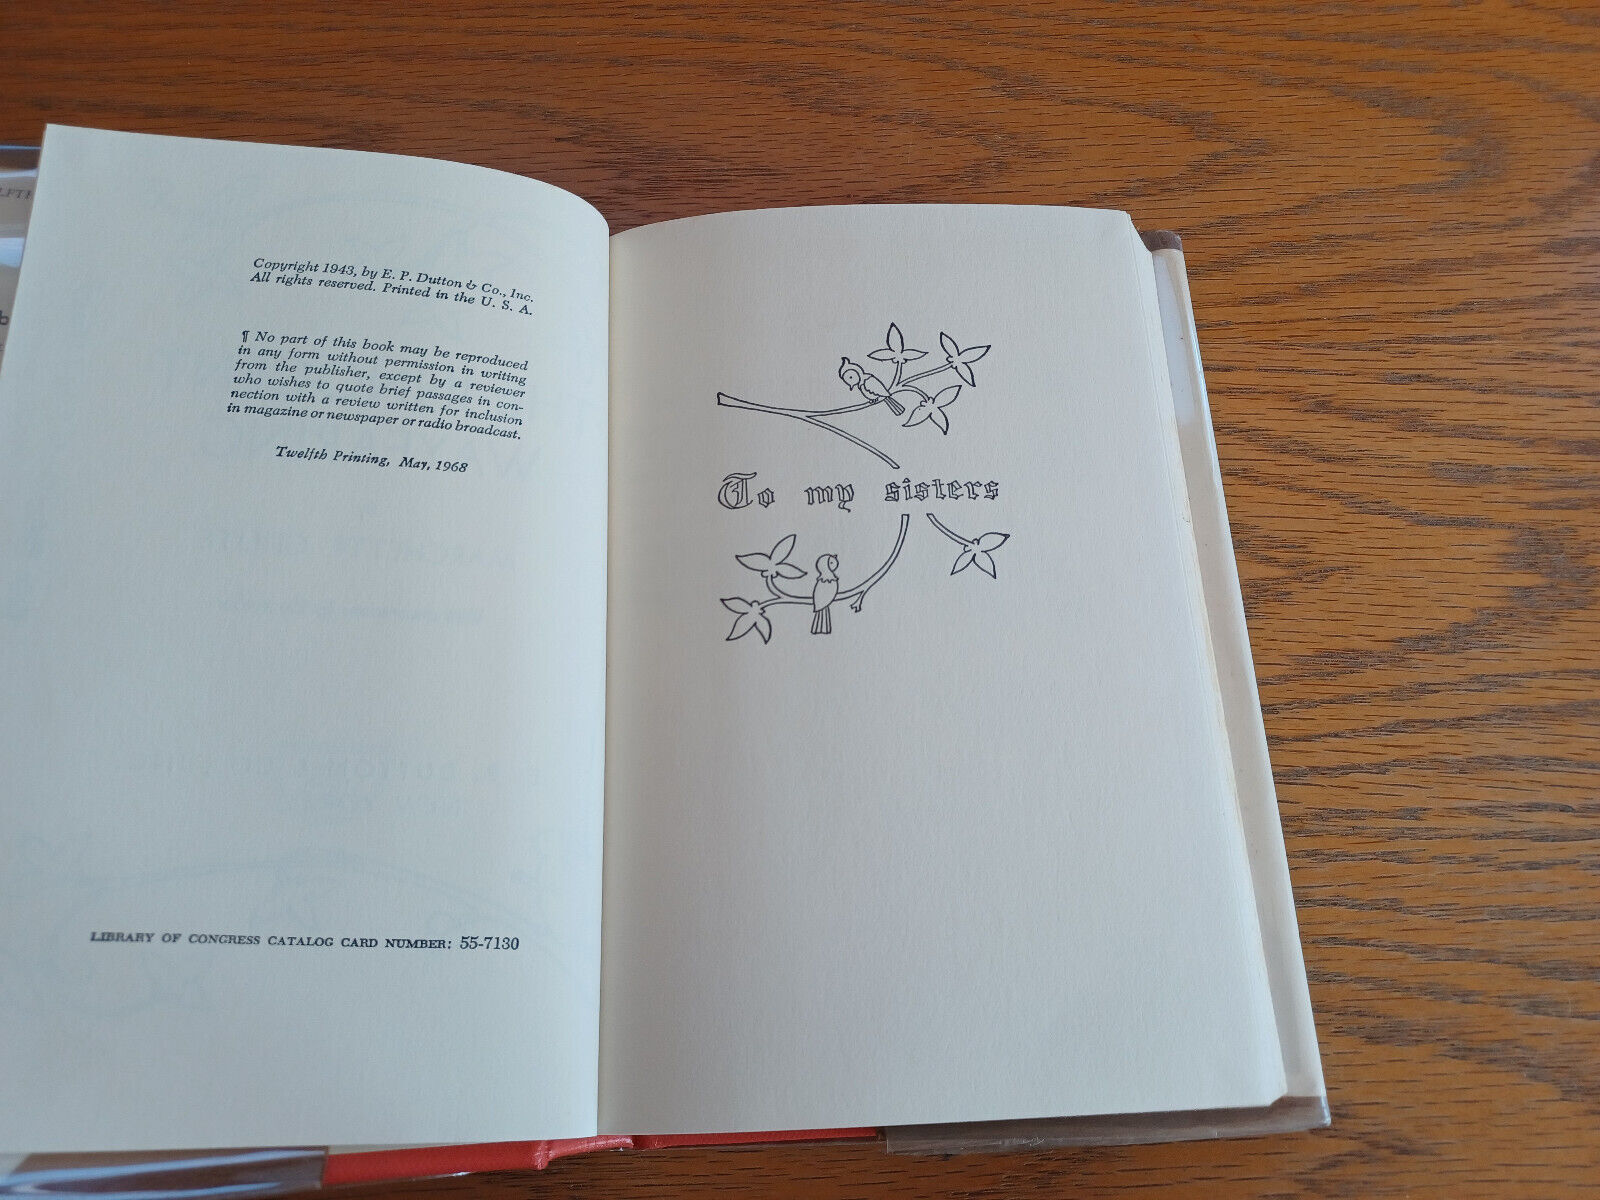 Copyright 1943, by E. P. Dutton & Co., Inc.
All rights reserved. Printed in the U. S. A.
¶ No part of this book may be reproduced
in any form without permission in writing
from the publisher, except by a reviewer
who wishes to quote brief passages in con-
nection with a review written for inclusion
in magazine or newspaper or radio broadcast.
Twelfth Printing, May, 1968
LIBRARY OF CONGRESS CATALOG CARD NUMBER: 55-7130
To my sisters